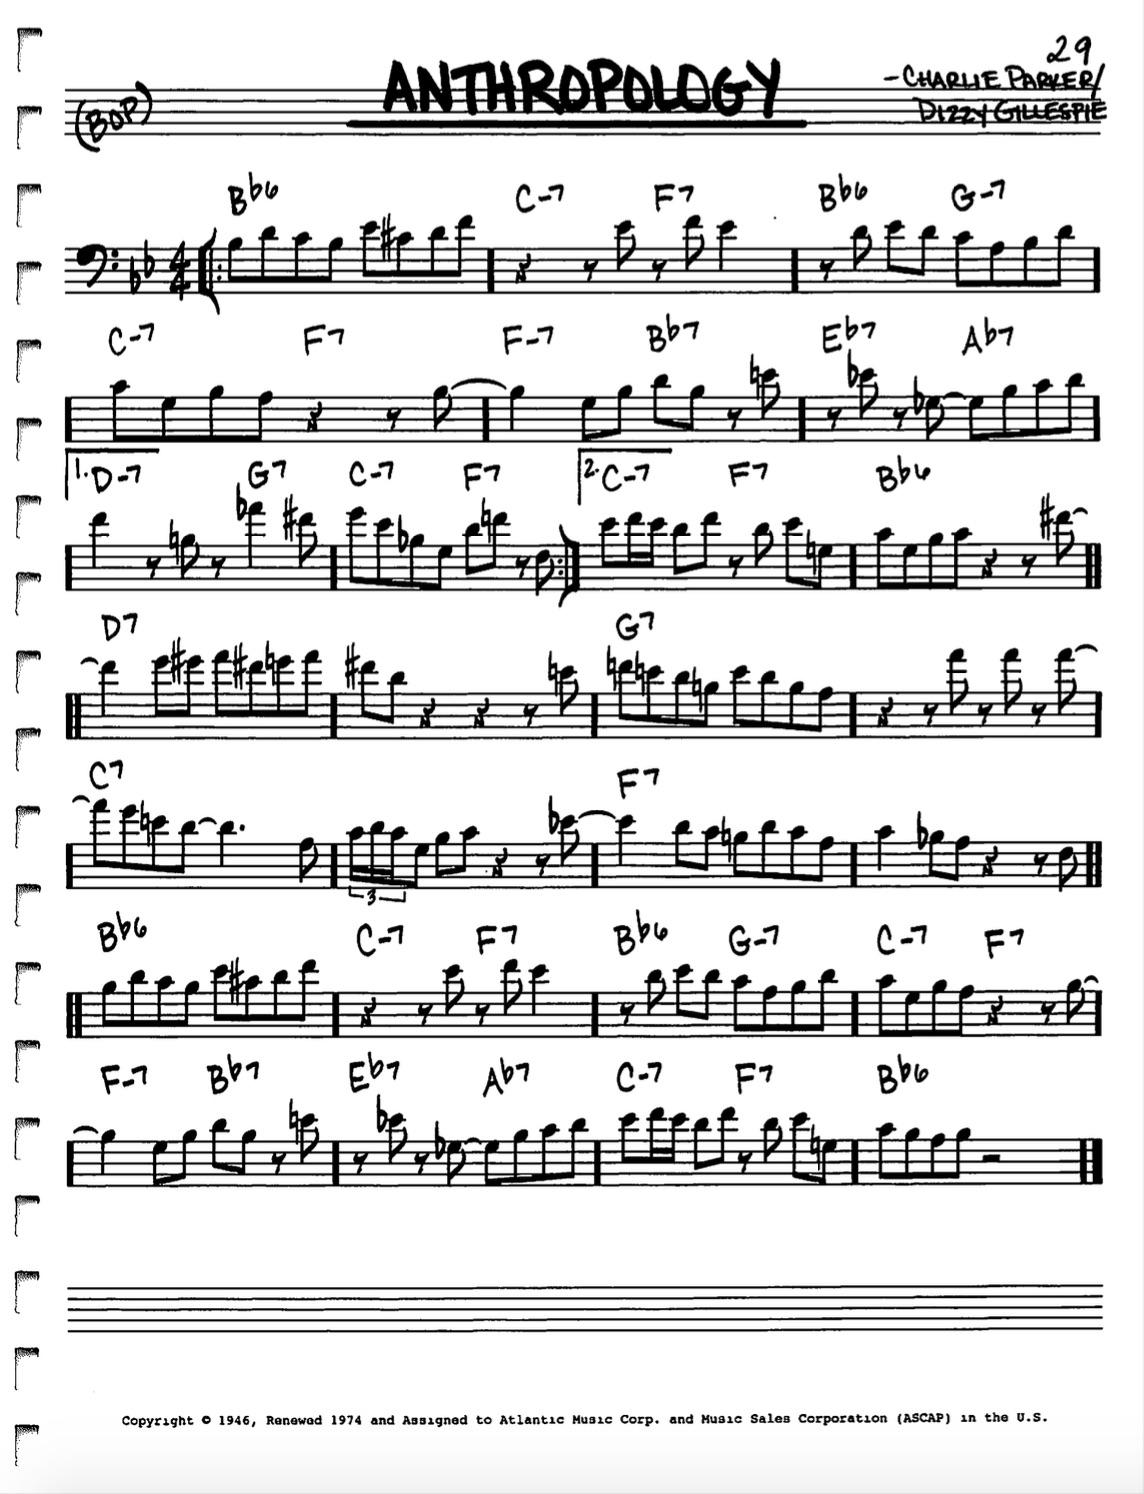 29
ANTHROPOLOGY
(BOP)
-CHARLIE PARKER/
DIZZY GILLESPIE
Bb6 C-7 F7 Bb6 G-7
4
4
C-7 F7 F-7 Bb7 Eb7 Ab7
1. D-7 G7 C-7 F7 2. C-7 F7 Bb6
D7 G7
C7 F7
3
Bb6 C-7 F7 Bb6 G-7 C-7 F7
F-7 Bb7 Eb7 Ab7 C-7 F7 Bb6
Copyright © 1946, Renewed 1974 and Assigned to Atlantic Music Corp. and Music Sales Corporation (ASCAP) in the U.S.